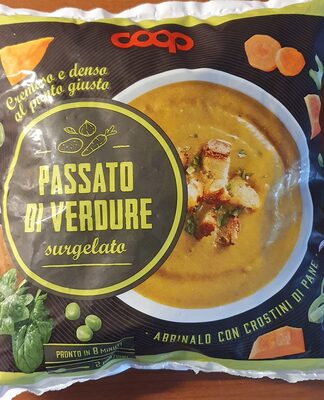 coop
Cremoso e denso
al punto giusto
PASSATO
DI VERDURE
surgelato
ABBINALO CON CROSTINI DI PANE
PRONTO IN 8 MINUTI
2